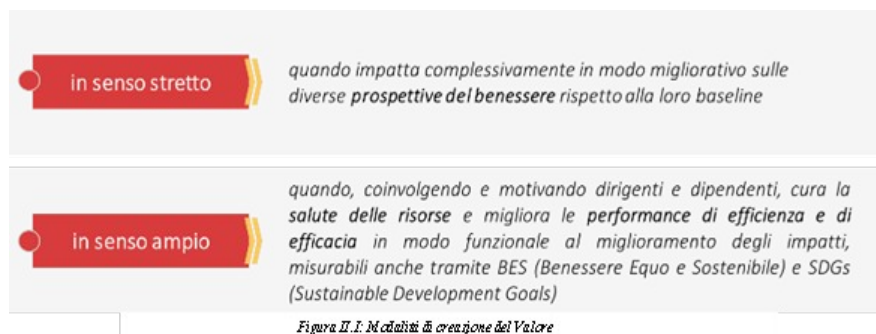 in senso stretto
quando impatta complessivamente in modo migliorativo sulle
diverse prospettive del benessere rispetto alla loro baseline
in senso ampio
quando, coinvolgendo e motivando dirigenti e dipendenti, cura la
salute delle risorse e migliora le performance di efficienza e di
efficacia in modo funzionale al miglioramento degli impatti,
misurabili anche tramite BES (Benessere Equo e Sostenibile) e SDGs
(Sustainable Development Goals)
Figura II.I: Modalità di creazione del Valore